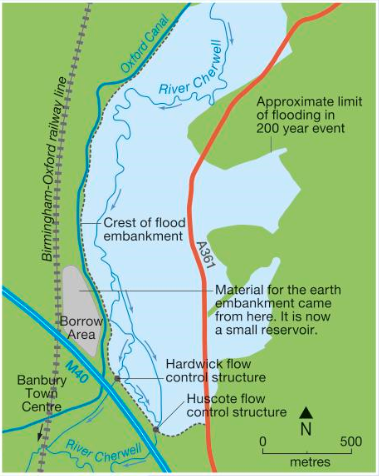 Oxford Canal
River Cherwell
Birmingham-Oxford railway line
Approximate limit
of flooding in
200 year event
Crest of flood
embankment
A361
Material for the earth
embankment came
from here. It is now
a small reservoir.
Borrow
Area
M40
Hardwick flow
control structure
Banbury
Town
Centre
Huscote flow
control structure
N
0 500
metres
River Cherwell